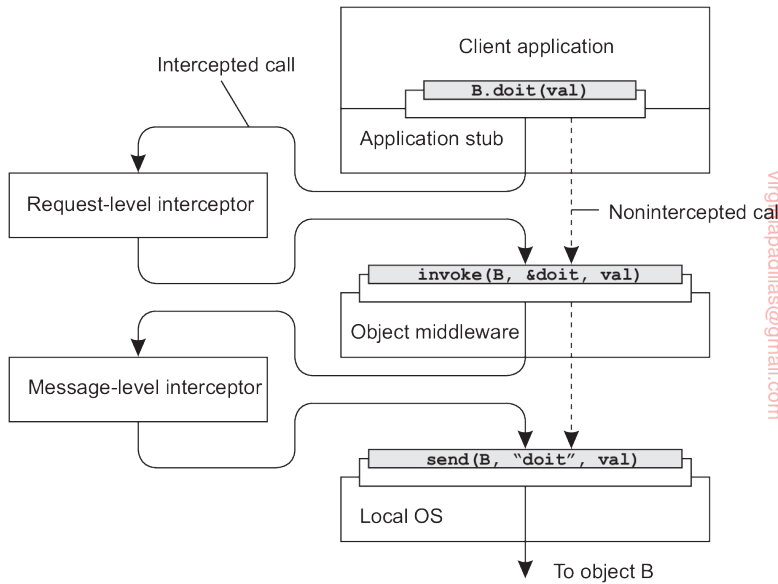 Client application
Intercepted call
B.doit(val)
Application stub
Request-level interceptor
Nonintercepted cal
invoke(B, &doit, val)
Object middleware
Message-level interceptor
send(B, “doit”, val)
Local OS
To object B